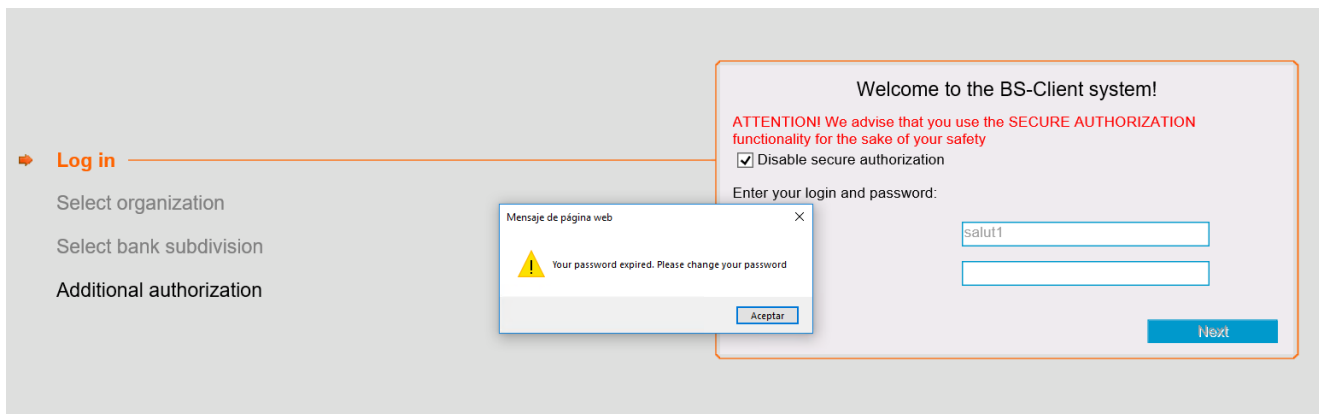 Welcome to the BS-Client system!
ATTENTION! We advise that you use the SECURE AUTHORIZATION
functionality for the sake of your safety
Disable secure authorization
Enter your login and password:
salut1
Next
Log in
Select organization
Select bank subdivision
Additional authorization
Mensaje de página web
Your password expired. Please change your password
Aceptar